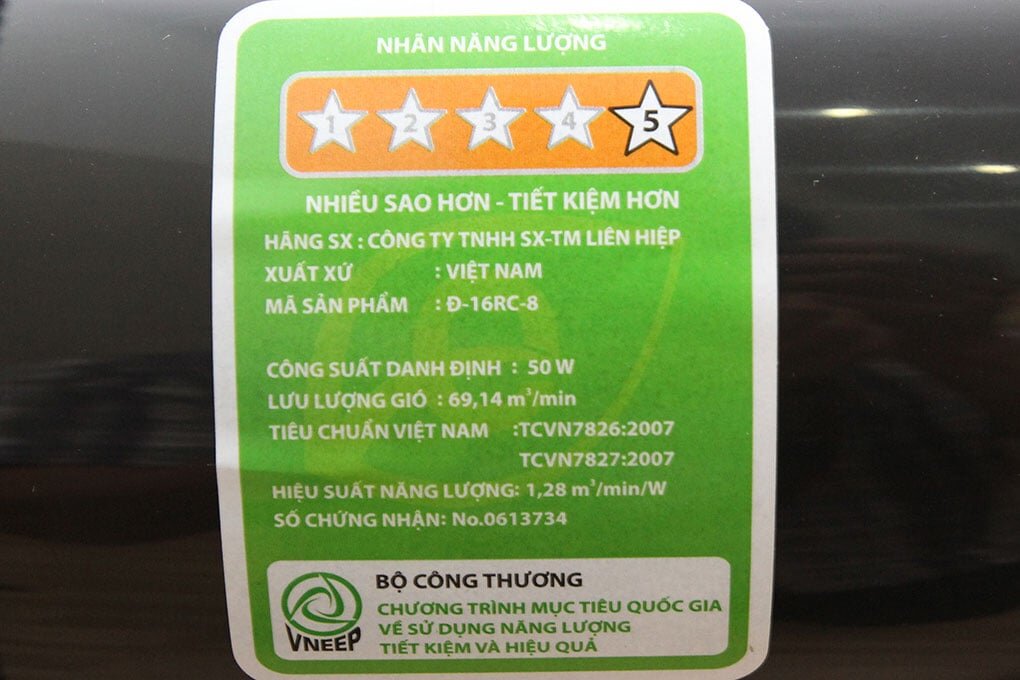 NHÃN NĂNG LƯỢNG
1 2 3 4 5
NHIỀU SAO HƠN - TIẾT KIỆM HƠN
HÃNG SX : CÔNG TY TNHH SX-TM LIÊN HIỆP
XUẤT XỨ : VIỆT NAM
MÃ SẢN PHẨM : Đ-16RC-8
CÔNG SUẤT DANH ĐỊNH : 50 W
LƯU LƯỢNG GIÓ : 69,14 m³/min
TIÊU CHUẨN VIỆT NAM :TCVN7826:2007
TCVN7827:2007
HIỆU SUẤT NĂNG LƯỢNG: 1,28 m³/min/W
SỐ CHỨNG NHẬN: No.0613734
BỘ CÔNG THƯƠNG
CHƯƠNG TRÌNH MỤC TIÊU QUỐC GIA
VỀ SỬ DỤNG NĂNG LƯỢNG
TIẾT KIỆM VÀ HIỆU QUẢ
VNEEP